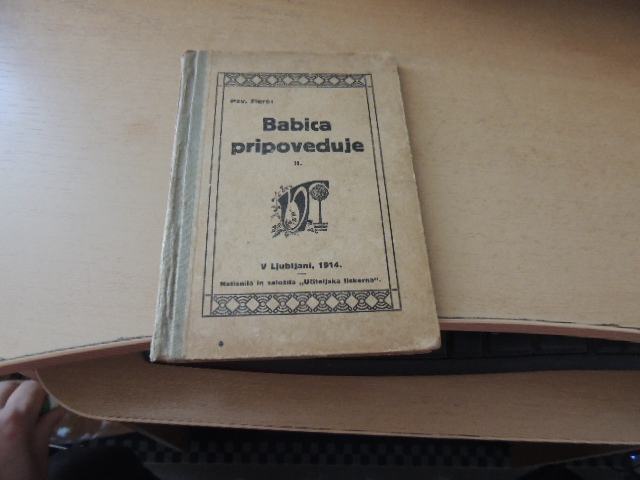 Pav. Flerè:
Babica
pripoveduje
II.
V Ljubljani, 1914.
Natisnila in založila „Učiteljska tiskarna“.